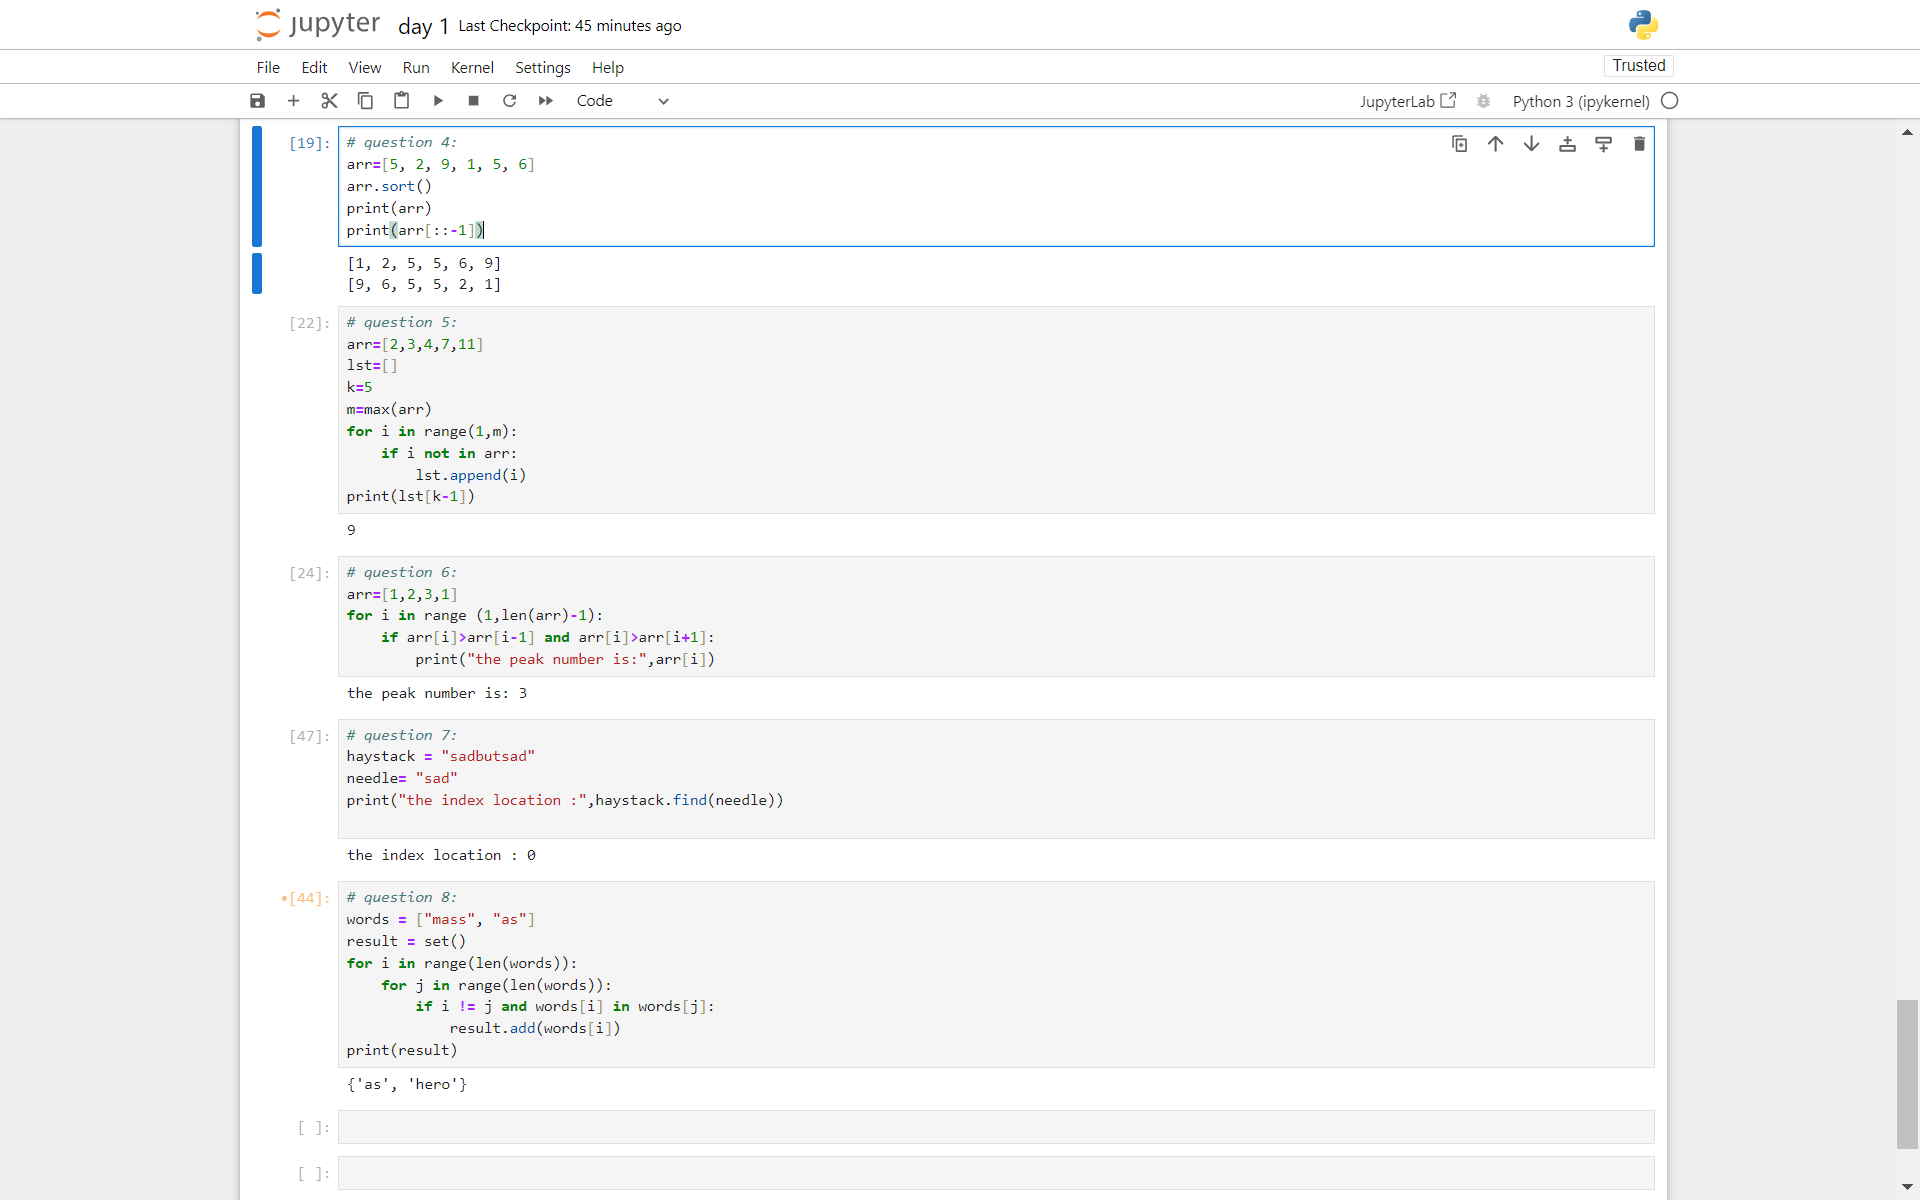 jupyter day 1 Last Checkpoint: 45 minutes ago
File Edit View Run Kernel Settings Help Trusted
Code JupyterLab Python 3 (ipykernel)
[19]: # question 4:
arr=[5, 2, 9, 1, 5, 6]
arr.sort()
print(arr)
print(arr[::-1])
[1, 2, 5, 5, 6, 9]
[9, 6, 5, 5, 2, 1]
[22]: # question 5:
arr=[2,3,4,7,11]
lst=[]
k=5
m=max(arr)
for i in range(1,m):
    if i not in arr:
        lst.append(i)
print(lst[k-1])
9
[24]: # question 6:
arr=[1,2,3,1]
for i in range (1,len(arr)-1):
    if arr[i]>arr[i-1] and arr[i]>arr[i+1]:
        print("the peak number is:",arr[i])
the peak number is: 3
[47]: # question 7:
haystack = "sadbutsad"
needle= "sad"
print("the index location :",haystack.find(needle))
the index location : 0
•[44]: # question 8:
words = ["mass", "as"]
result = set()
for i in range(len(words)):
    for j in range(len(words)):
        if i != j and words[i] in words[j]:
            result.add(words[i])
print(result)
{'as', 'hero'}
[ ]:
[ ]: